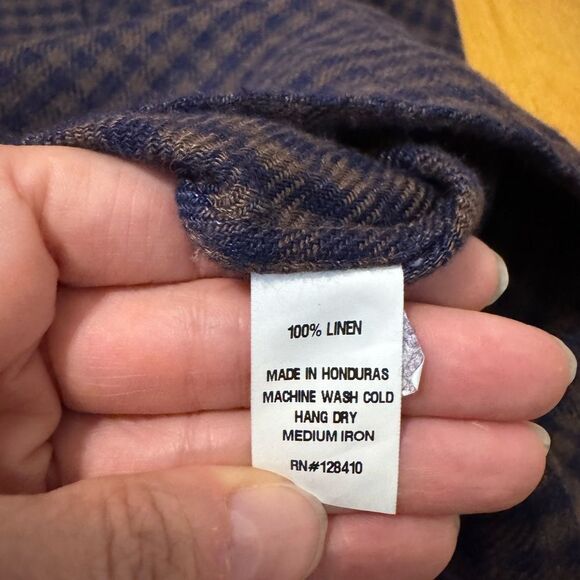 100% LINEN
MADE IN HONDURAS
MACHINE WASH COLD
HANG DRY
MEDIUM IRON
RN#128410